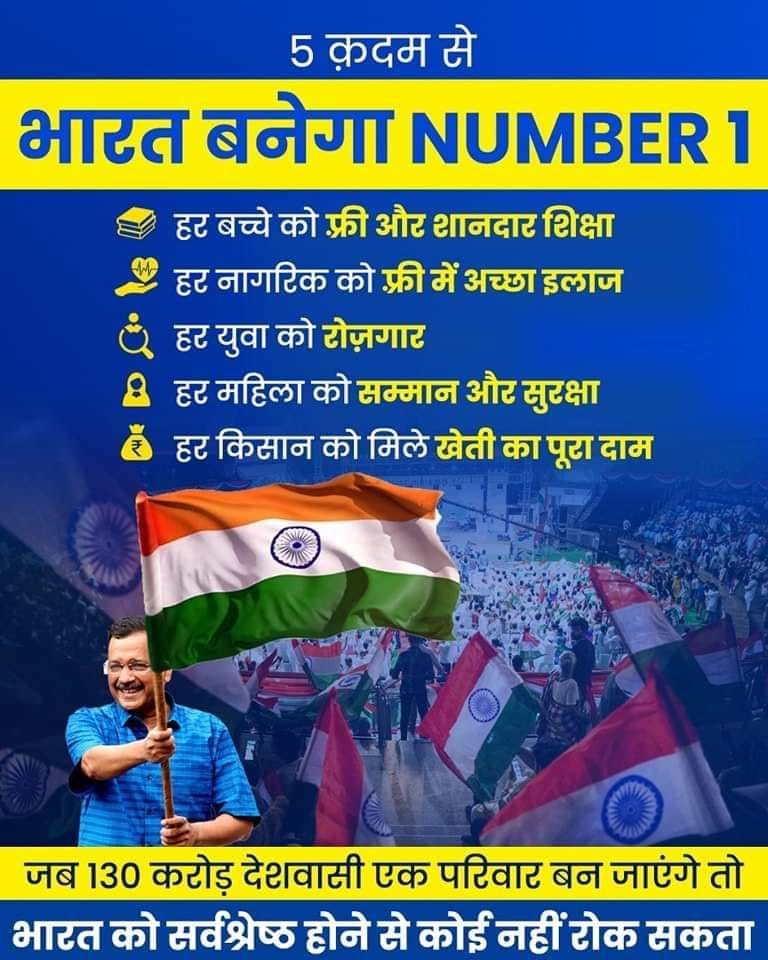 5 क़दम से
भारत बनेगा NUMBER 1
हर बच्चे को फ्री और शानदार शिक्षा
हर नागरिक को फ्री में अच्छा इलाज
हर युवा को रोज़गार
हर महिला को सम्मान और सुरक्षा
₹ हर किसान को मिले खेती का पूरा दाम
जब 130 करोड़ देशवासी एक परिवार बन जाएंगे तो
भारत को सर्वश्रेष्ठ होने से कोई नहीं रोक सकता